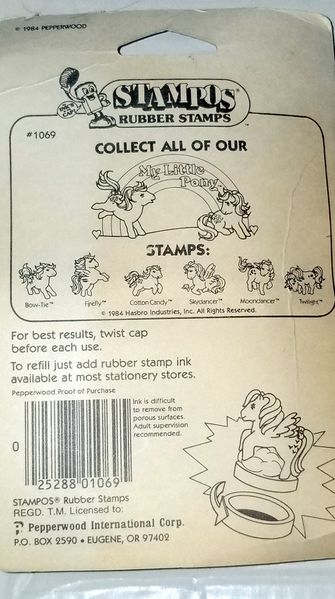 © 1984 PEPPERWOOD
STAMPOS®
RUBBER STAMPS™
#1069
COLLECT ALL OF OUR
My Little
Pony
STAMPS:
Bow-Tie™ Firefly™ Cotton Candy™ Skydancer™ Moondancer™ Twilight™
© 1984 Hasbro Industries, Inc. All Rights Reserved.
For best results, twist cap
before each use.
To refill just add rubber stamp ink
available at most stationery stores.
Pepperwood Proof of Purchase
Ink is difficult
to remove from
porous surfaces.
Adult supervision
recommended.
0
25288 01069
STAMPOS® Rubber Stamps
REGD. T.M. Licensed to:
Pepperwood International Corp.
P.O. BOX 2590 • EUGENE, OR 97402